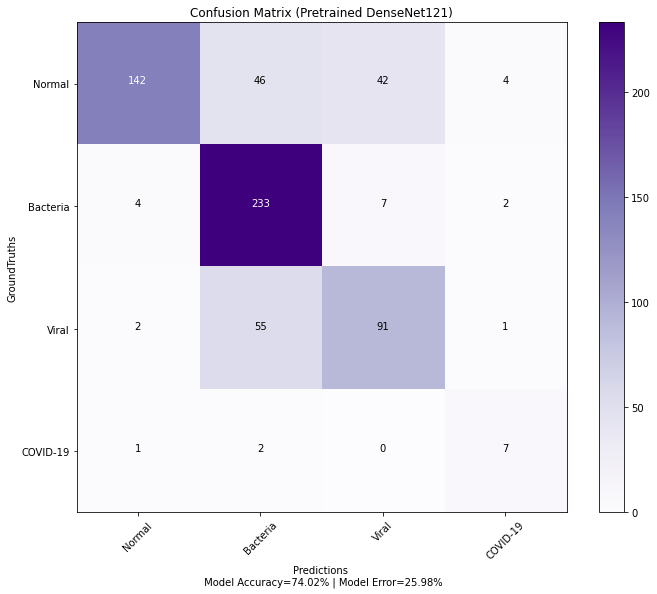 Confusion Matrix (Pretrained DenseNet121)
Normal 142 46 42 4
Bacteria 4 233 7 2
Viral 2 55 91 1
COVID-19 1 2 0 7
GroundTruths
Normal Bacteria Viral COVID-19
Predictions
Model Accuracy=74.02% | Model Error=25.98%
200
150
100
50
0